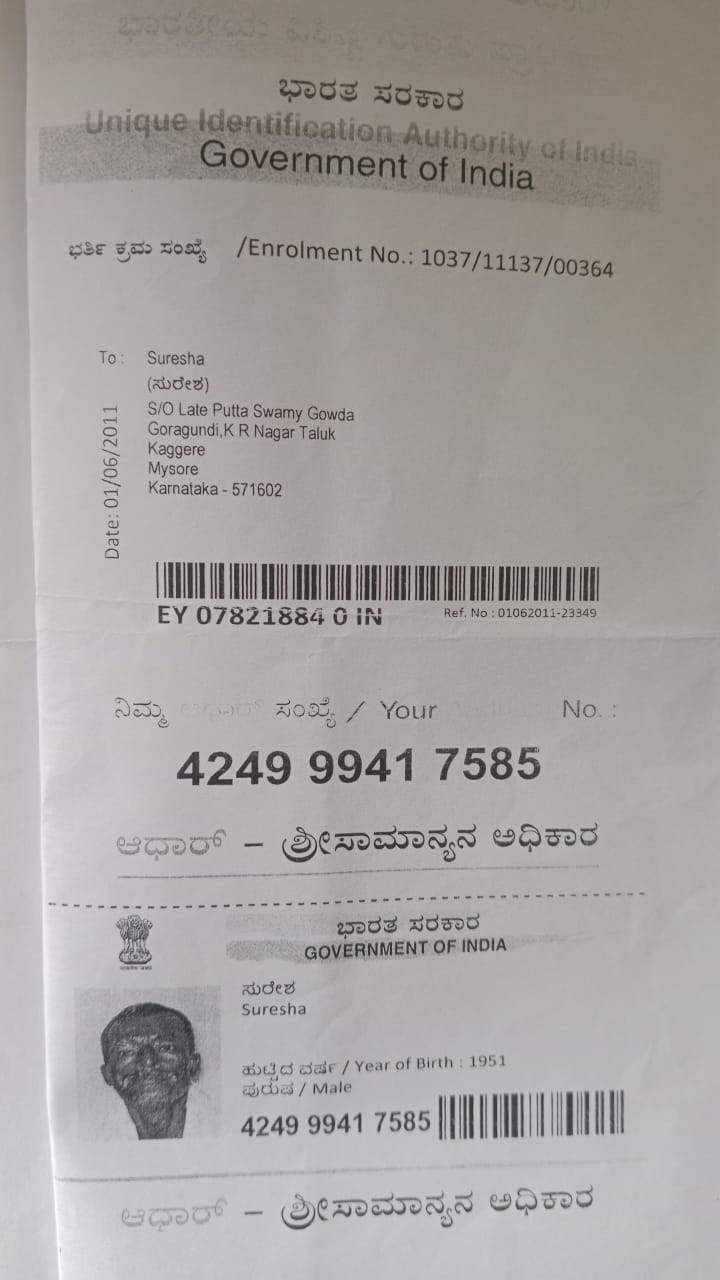 ಭಾರತ ಸರಕಾರ
Unique Identification Authority of India
Government of India
ಭರ್ತಿ ಕ್ರಮ ಸಂಖ್ಯೆ /Enrolment No.: 1037/11137/00364
To : Suresha
(ಸುರೇಶ)
S/O Late Putta Swamy Gowda
Goragundi,K R Nagar Taluk
Kaggere
Mysore
Karnataka - 571602
Date: 01/06/2011
EY 07821884 0 IN
Ref. No : 01062011-23349
ನಿಮ್ಮ ಆಧಾರ್ ಸಂಖ್ಯೆ / Your No. :
4249 9941 7585
ಆಧಾರ್ – ಶ್ರೀಸಾಮಾನ್ಯನ ಅಧಿಕಾರ
ಭಾರತ ಸರಕಾರ
GOVERNMENT OF INDIA
ಸುರೇಶ
Suresha
ಹುಟ್ಟಿದ ವರ್ಷ / Year of Birth : 1951
ಪುರುಷ / Male
4249 9941 7585
ಆಧಾರ್ – ಶ್ರೀಸಾಮಾನ್ಯನ ಅಧಿಕಾರ